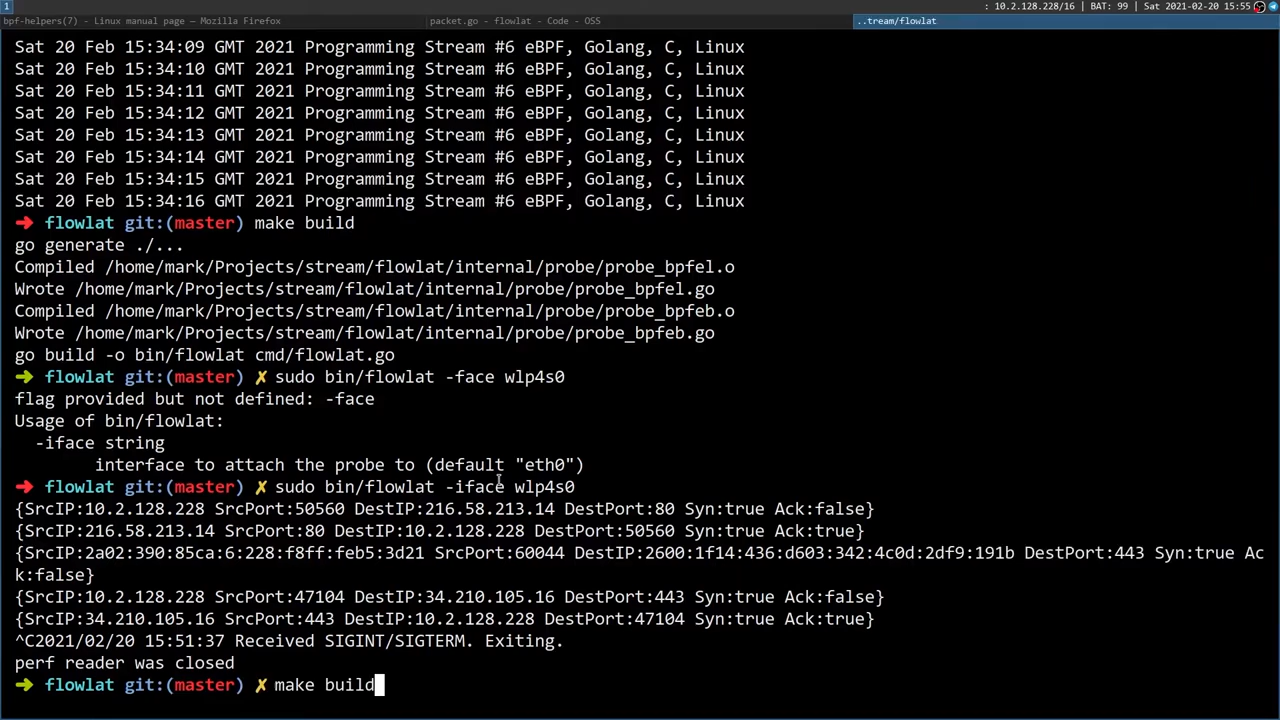 1 : 10.2.128.228/16 | BAT: 99 | Sat 2021-02-20 15:55
bpf-helpers(7) - Linux manual page — Mozilla Firefox packet.go - flowlat - Code - OSS ..tream/flowlat
Sat 20 Feb 15:34:09 GMT 2021 Programming Stream #6 eBPF, Golang, C, Linux
Sat 20 Feb 15:34:10 GMT 2021 Programming Stream #6 eBPF, Golang, C, Linux
Sat 20 Feb 15:34:11 GMT 2021 Programming Stream #6 eBPF, Golang, C, Linux
Sat 20 Feb 15:34:12 GMT 2021 Programming Stream #6 eBPF, Golang, C, Linux
Sat 20 Feb 15:34:13 GMT 2021 Programming Stream #6 eBPF, Golang, C, Linux
Sat 20 Feb 15:34:14 GMT 2021 Programming Stream #6 eBPF, Golang, C, Linux
Sat 20 Feb 15:34:15 GMT 2021 Programming Stream #6 eBPF, Golang, C, Linux
Sat 20 Feb 15:34:16 GMT 2021 Programming Stream #6 eBPF, Golang, C, Linux
➜ flowlat git:(master) make build
go generate ./...
Compiled /home/mark/Projects/stream/flowlat/internal/probe/probe_bpfel.o
Wrote /home/mark/Projects/stream/flowlat/internal/probe/probe_bpfel.go
Compiled /home/mark/Projects/stream/flowlat/internal/probe/probe_bpfeb.o
Wrote /home/mark/Projects/stream/flowlat/internal/probe/probe_bpfeb.go
go build -o bin/flowlat cmd/flowlat.go
➜ flowlat git:(master) ✗ sudo bin/flowlat -face wlp4s0
flag provided but not defined: -face
Usage of bin/flowlat:
-iface string
interface to attach the probe to (default "eth0")
➜ flowlat git:(master) ✗ sudo bin/flowlat -iface wlp4s0
{SrcIP:10.2.128.228 SrcPort:50560 DestIP:216.58.213.14 DestPort:80 Syn:true Ack:false}
{SrcIP:216.58.213.14 SrcPort:80 DestIP:10.2.128.228 DestPort:50560 Syn:true Ack:true}
{SrcIP:2a02:390:85ca:6:228:f8ff:feb5:3d21 SrcPort:60044 DestIP:2600:1f14:436:d603:342:4c0d:2df9:191b DestPort:443 Syn:true Ac
k:false}
{SrcIP:10.2.128.228 SrcPort:47104 DestIP:34.210.105.16 DestPort:443 Syn:true Ack:false}
{SrcIP:34.210.105.16 SrcPort:443 DestIP:10.2.128.228 DestPort:47104 Syn:true Ack:true}
^C2021/02/20 15:51:37 Received SIGINT/SIGTERM. Exiting.
perf reader was closed
➜ flowlat git:(master) ✗ make build